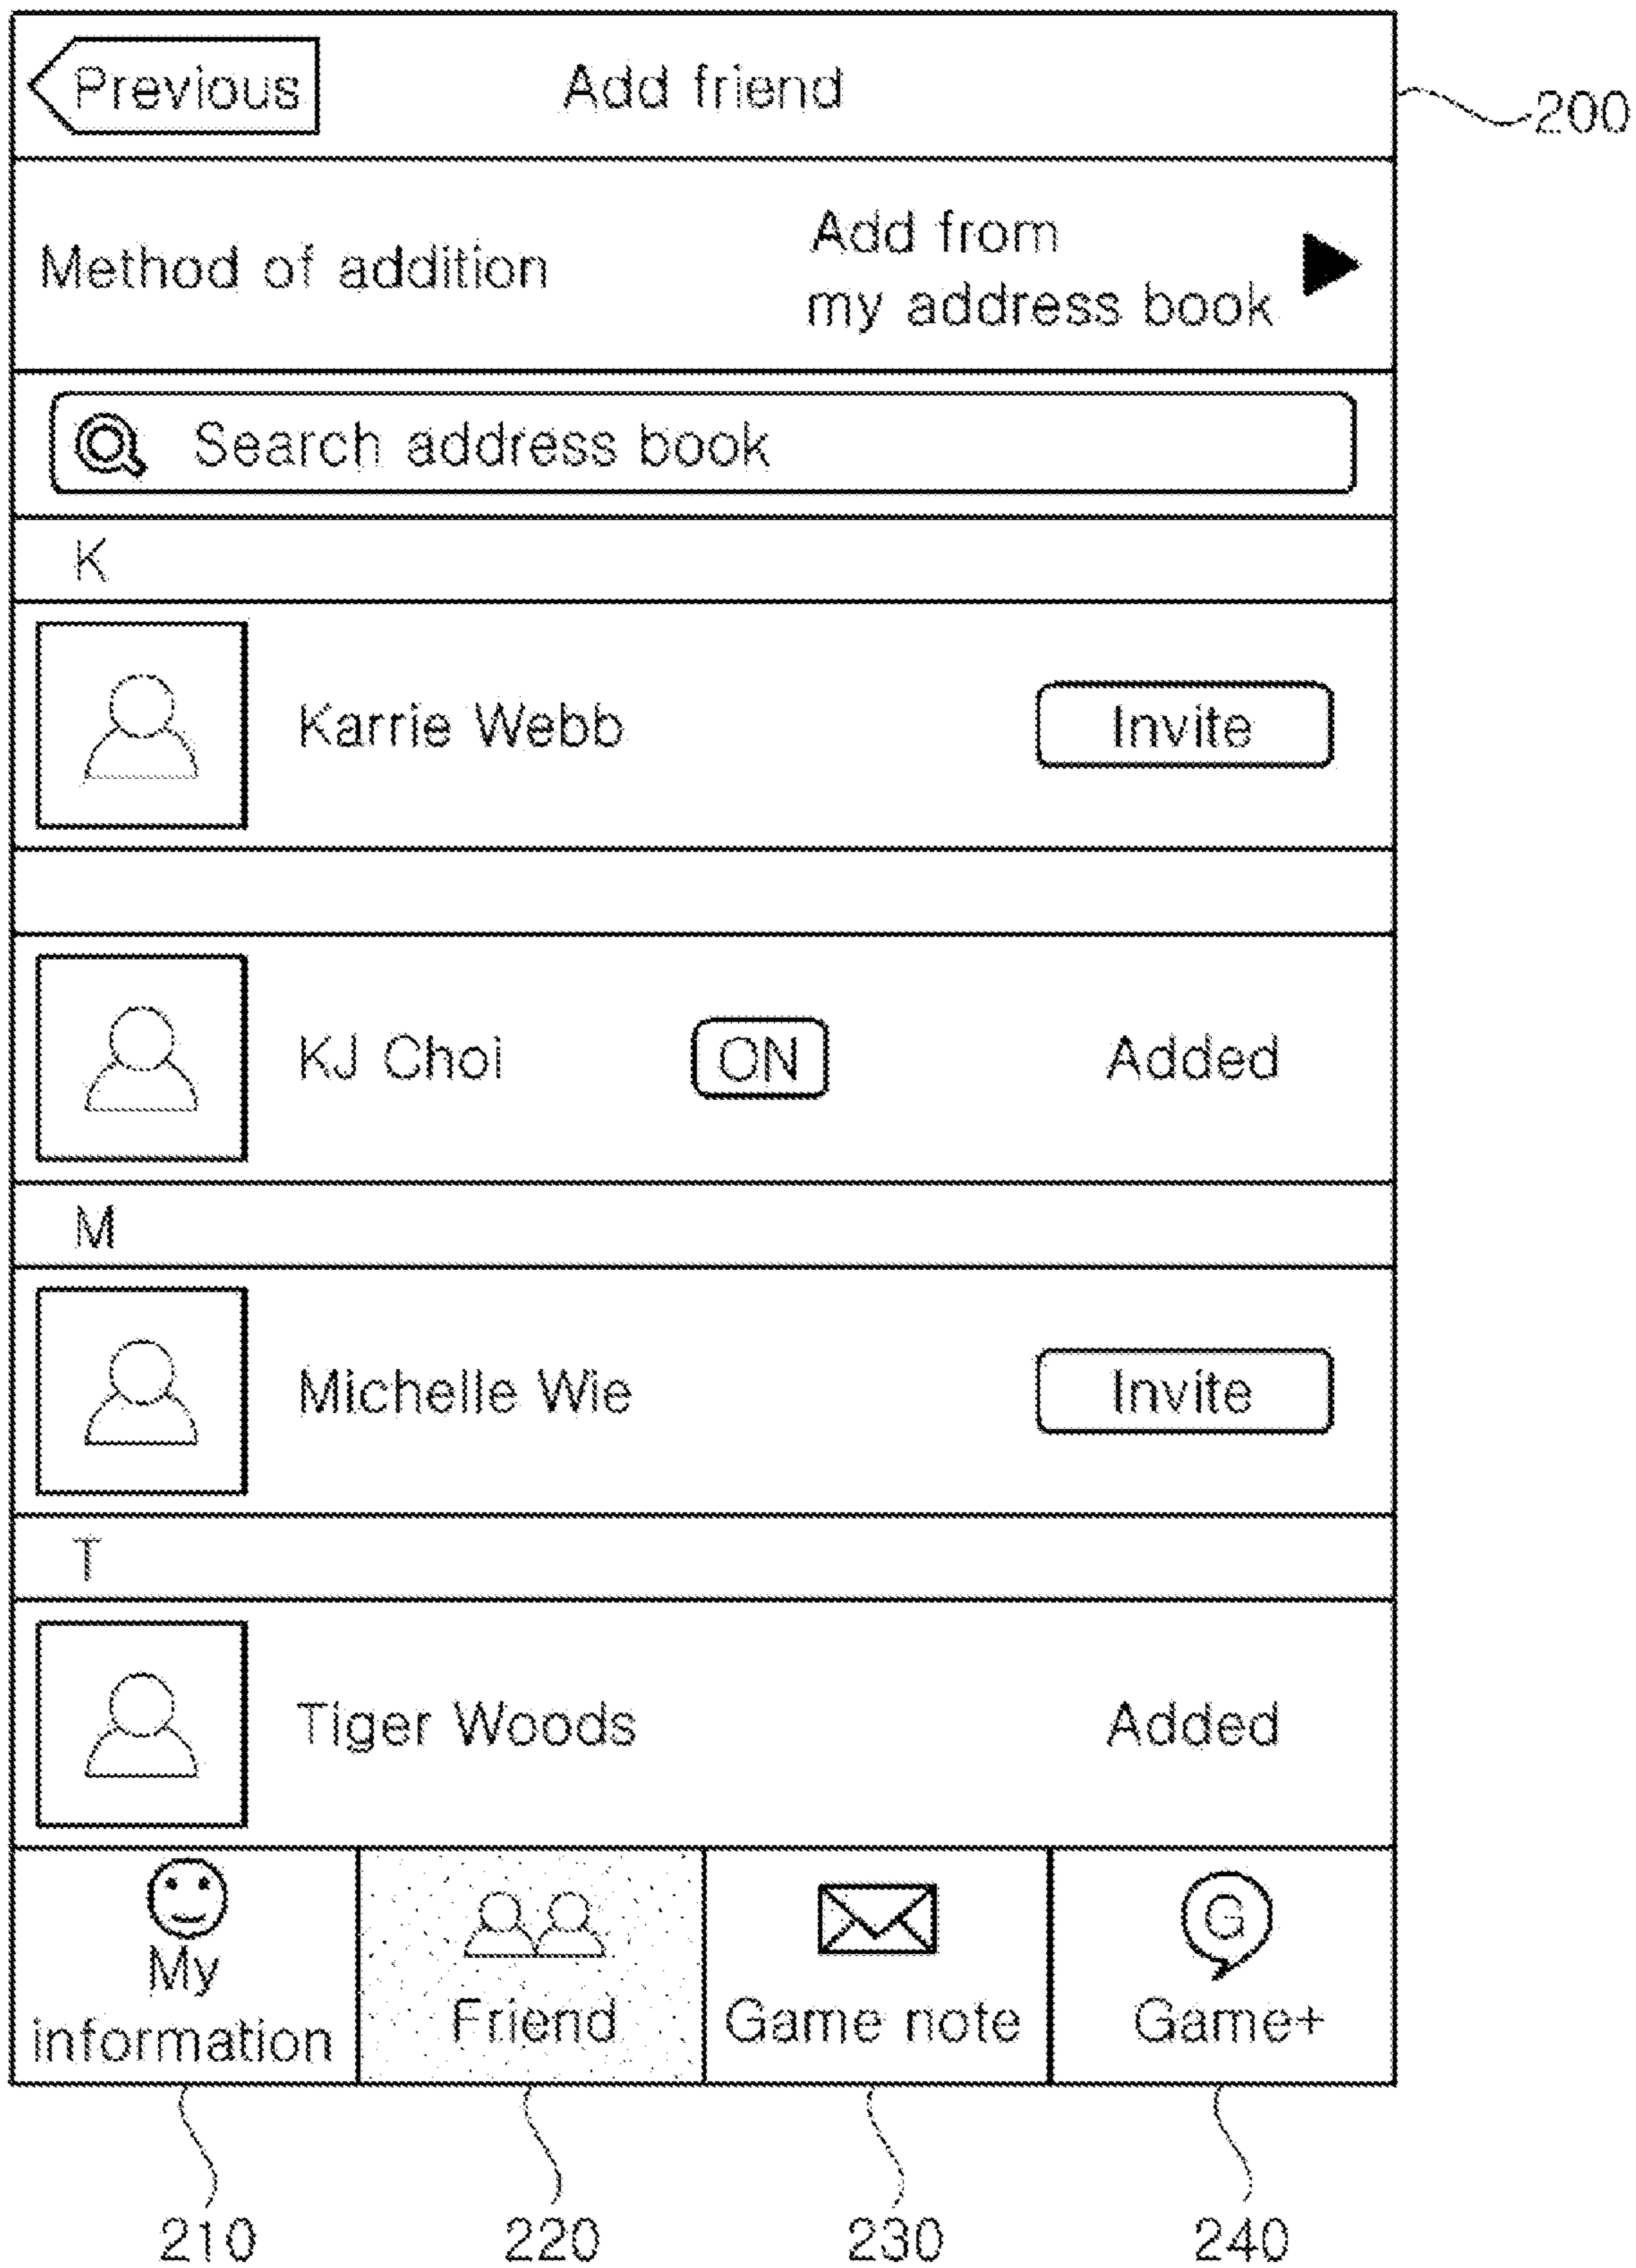 Previous
Add friend
200
Method of addition
Add from
my address book
Search address book
K
Karrie Webb
Invite
KJ Choi
ON
Added
M
Michelle Wie
Invite
T
Tiger Woods
Added
My
information
Friend
Game note
G
Game+
210
220
230
240